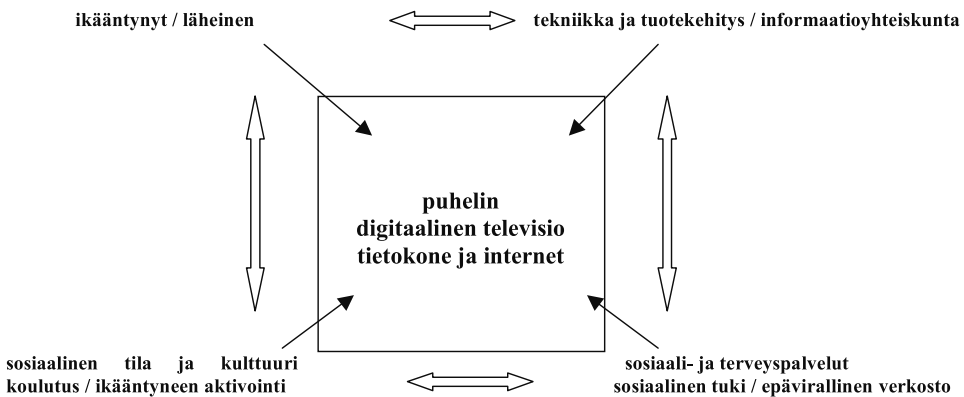 ikääntynyt / läheinen
tekniikka ja tuotekehitys / informaatioyhteiskunta
puhelin
digitaalinen televisio
tietokone ja internet
sosiaalinen tila ja kulttuuri
koulutus / ikääntyneen aktivointi
sosiaali- ja terveyspalvelut
sosiaalinen tuki / epävirallinen verkosto